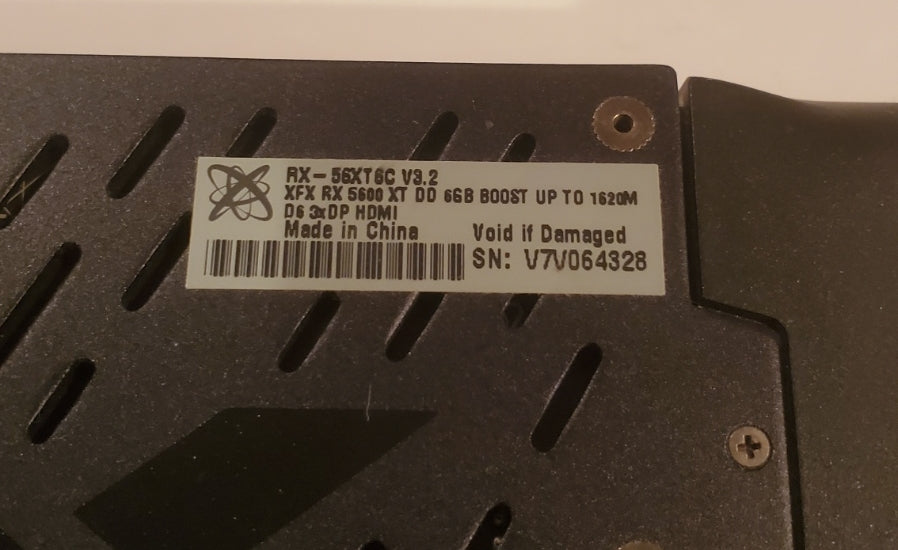 RX-56XT6C V3.2
XFX RX 5600 XT DD 6GB BOOST UP TO 1620M
D6 3xDP HDMI
Made in China
Void if Damaged
SN: V7V064328